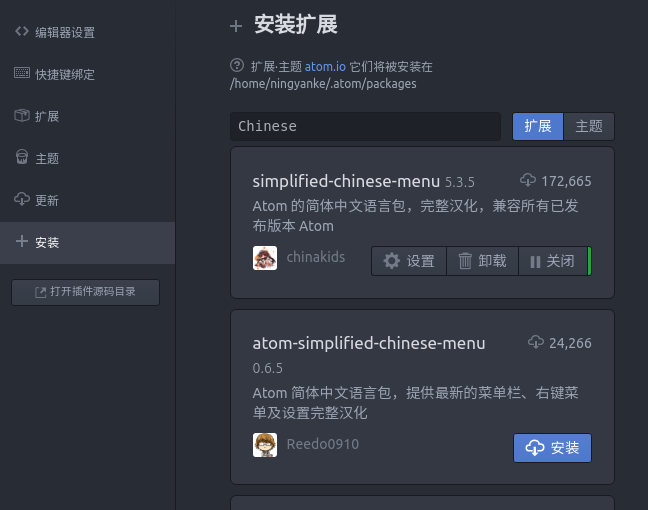 编辑器设置
快捷键绑定
扩展
主题
更新
安装
打开插件源码目录
安装扩展
扩展·主题 atom.io 它们将被安装在
/home/ningyanke/.atom/packages
Chinese
扩展 主题
simplified-chinese-menu 5.3.5 172,665
Atom 的简体中文语言包，完整汉化，兼容所有已发
布版本 Atom
chinakids 设置 卸载 关闭
atom-simplified-chinese-menu 24,266
0.6.5
Atom 简体中文语言包，提供最新的菜单栏、右键菜
单及设置完整汉化
Reedo0910 安装